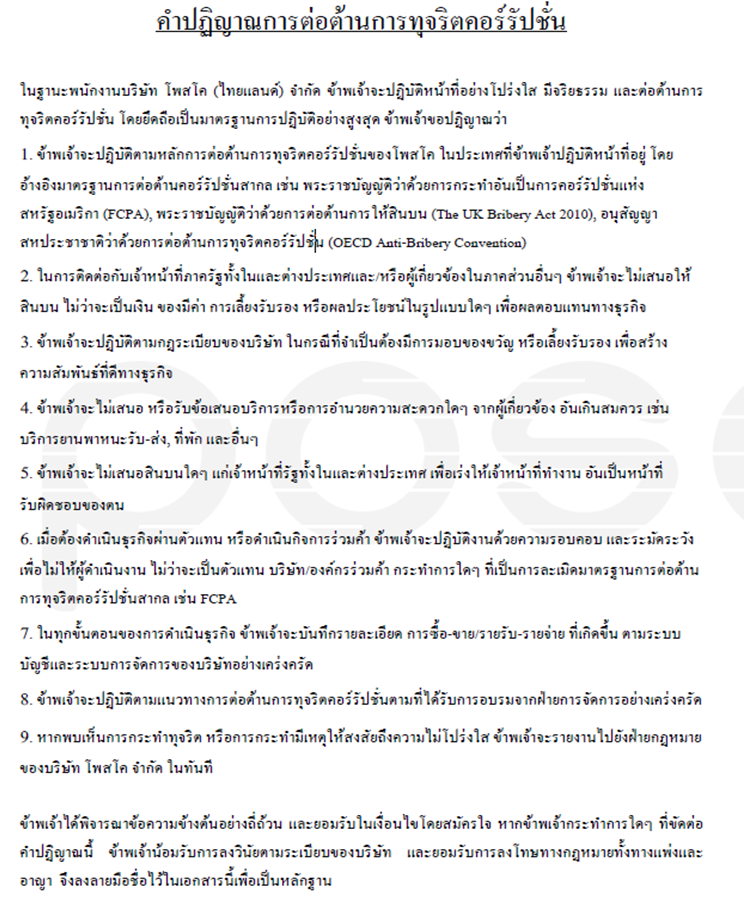 คำปฏิญาณการต่อต้านการทุจริตคอร์รัปชั่น
ในฐานะพนักงานบริษัท โพสโค (ไทยแลนด์) จำกัด ข้าพเจ้าจะปฏิบัติหน้าที่อย่างโปร่งใส มีจริยธรรม และต่อต้านการ
ทุจริตคอร์รัปชั่น โดยยึดถือเป็นมาตรฐานการปฏิบัติอย่างสูงสุด ข้าพเจ้าขอปฏิญาณว่า
1. ข้าพเจ้าจะปฏิบัติตามหลักการต่อต้านการทุจริตคอร์รัปชั่นของโพสโค ในประเทศที่ข้าพเจ้าปฏิบัติหน้าที่อยู่ โดย
อ้างอิงมาตรฐานการต่อต้านคอร์รัปชั่นสากล เช่น พระราชบัญญัติว่าด้วยการกระทำอันเป็นการคอร์รัปชั่นแห่ง
สหรัฐอเมริกา (FCPA), พระราชบัญญัติว่าด้วยการต่อต้านการให้สินบน (The UK Bribery Act 2010), อนุสัญญา
สหประชาชาติว่าด้วยการต่อต้านการทุจริตคอร์รัปชั่น (OECD Anti-Bribery Convention)
2. ในการติดต่อกับเจ้าหน้าที่ภาครัฐทั้งในและต่างประเทศและ/หรือผู้เกี่ยวข้องในภาคส่วนอื่นๆ ข้าพเจ้าจะไม่เสนอให้
สินบน ไม่ว่าจะเป็นเงิน ของมีค่า การเลี้ยงรับรอง หรือผลประโยชน์ในรูปแบบใดๆ เพื่อผลตอบแทนทางธุรกิจ
3. ข้าพเจ้าจะปฏิบัติตามกฎระเบียบของบริษัท ในกรณีที่จำเป็นต้องมีการมอบของขวัญ หรือเลี้ยงรับรอง เพื่อสร้าง
ความสัมพันธ์ที่ดีทางธุรกิจ
4. ข้าพเจ้าจะไม่เสนอ หรือรับข้อเสนอบริการหรือการอำนวยความสะดวกใดๆ จากผู้เกี่ยวข้อง อันเกินสมควร เช่น
บริการยานพาหนะรับ-ส่ง, ที่พัก และอื่นๆ
5. ข้าพเจ้าจะไม่เสนอสินบนใดๆ แก่เจ้าหน้าที่รัฐทั้งในและต่างประเทศ เพื่อเร่งให้เจ้าหน้าที่ทำงาน อันเป็นหน้าที่
รับผิดชอบของตน
6. เมื่อต้องดำเนินธุรกิจผ่านตัวแทน หรือดำเนินกิจการร่วมค้า ข้าพเจ้าจะปฏิบัติงานด้วยความรอบคอบ และระมัดระวัง
เพื่อไม่ให้ผู้ดำเนินงาน ไม่ว่าจะเป็นตัวแทน บริษัท/องค์กรร่วมค้า กระทำการใดๆ ที่เป็นการละเมิดมาตรฐานการต่อต้าน
การทุจริตคอร์รัปชั่นสากล เช่น FCPA
7. ในทุกขั้นตอนของการดำเนินธุรกิจ ข้าพเจ้าจะบันทึกรายละเอียด การซื้อ-ขาย/รายรับ-รายจ่าย ที่เกิดขึ้น ตามระบบ
บัญชีและระบบการจัดการของบริษัทอย่างเคร่งครัด
8. ข้าพเจ้าจะปฏิบัติตามแนวทางการต่อต้านการทุจริตคอร์รัปชั่นตามที่ได้รับการอบรมจากฝ่ายการจัดการอย่างเคร่งครัด
9. หากพบเห็นการกระทำทุจริต หรือการกระทำมีเหตุให้สงสัยถึงความไม่โปร่งใส ข้าพเจ้าจะรายงานไปยังฝ่ายกฎหมาย
ของบริษัท โพสโค จำกัด ในทันที
ข้าพเจ้าได้พิจารณาข้อความข้างต้นอย่างถี่ถ้วน และยอมรับในเงื่อนไขโดยสมัครใจ หากข้าพเจ้ากระทำการใดๆ ที่ขัดต่อ
คำปฏิญาณนี้ ข้าพเจ้าน้อมรับการลงวินัยตามระเบียบของบริษัท และยอมรับการลงโทษทางกฎหมายทั้งทางแพ่งและ
อาญา จึงลงลายมือชื่อไว้ในเอกสารนี้เพื่อเป็นหลักฐาน
posc